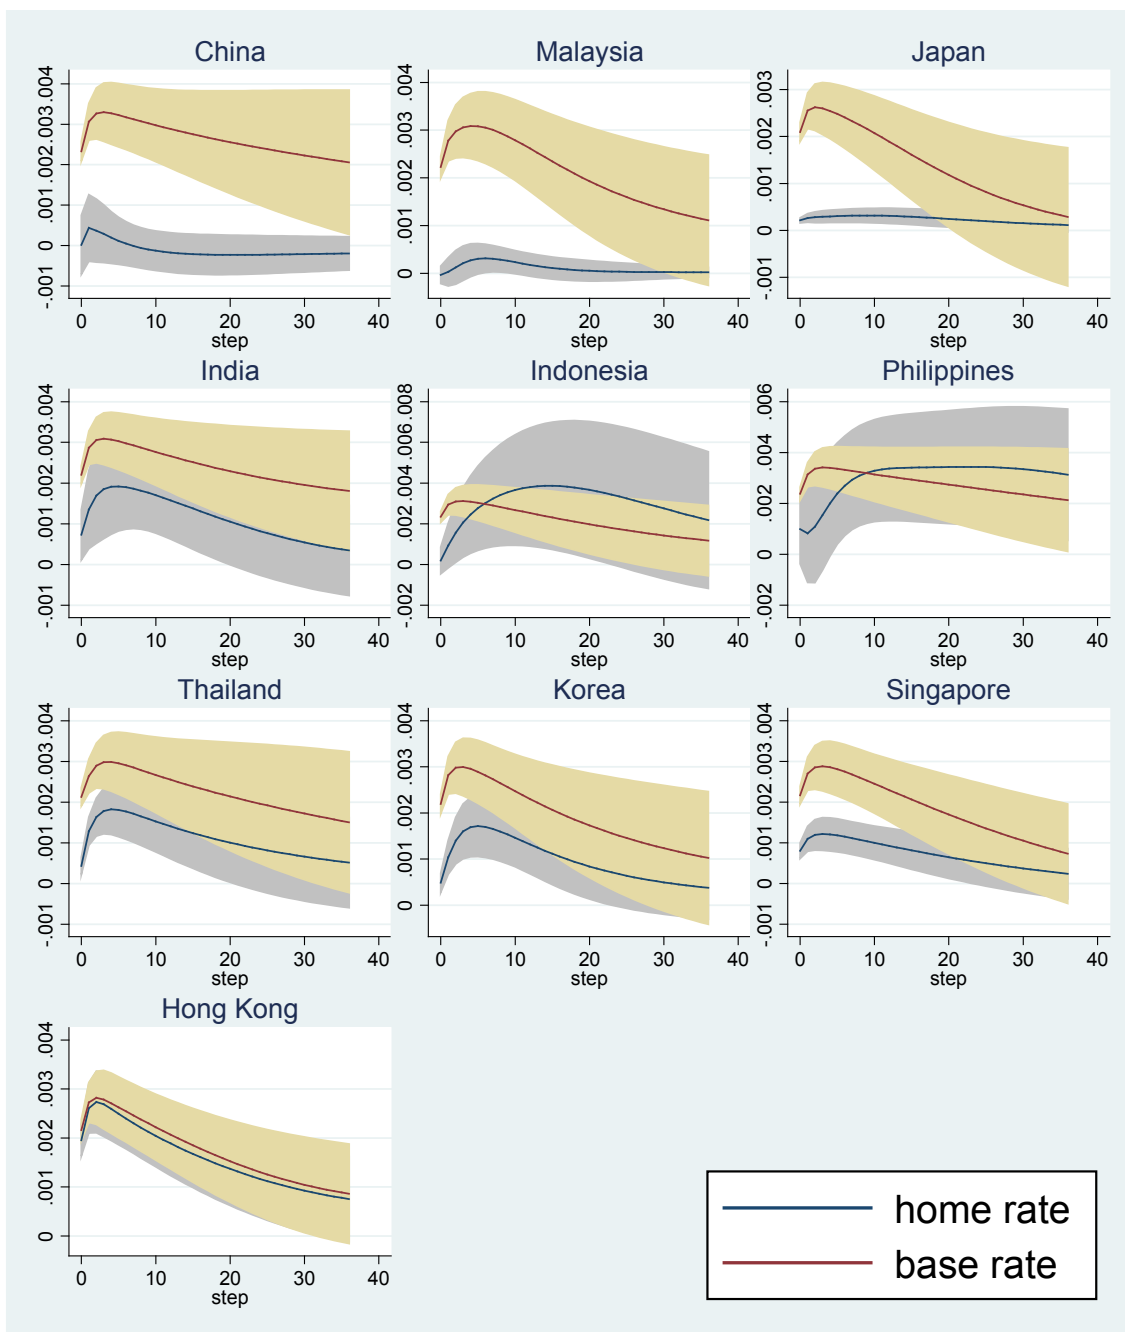 China Malaysia Japan
-.001 0 .001 .002 .003 .004
0 10 20 30 40
step
0 .001 .002 .003 .004
0 10 20 30 40
step
-.001 0 .001 .002 .003
0 10 20 30 40
step
India Indonesia Philippines
-.001 0 .001 .002 .003 .004
0 10 20 30 40
step
-.002 0 .002 .004 .006 .008
0 10 20 30 40
step
-.002 0 .002 .004 .006
0 10 20 30 40
step
Thailand Korea Singapore
-.001 0 .001 .002 .003 .004
0 10 20 30 40
step
0 .001 .002 .003 .004
0 10 20 30 40
step
-.001 0 .001 .002 .003 .004
0 10 20 30 40
step
Hong Kong
0 .001 .002 .003 .004
0 10 20 30 40
step
home rate
base rate